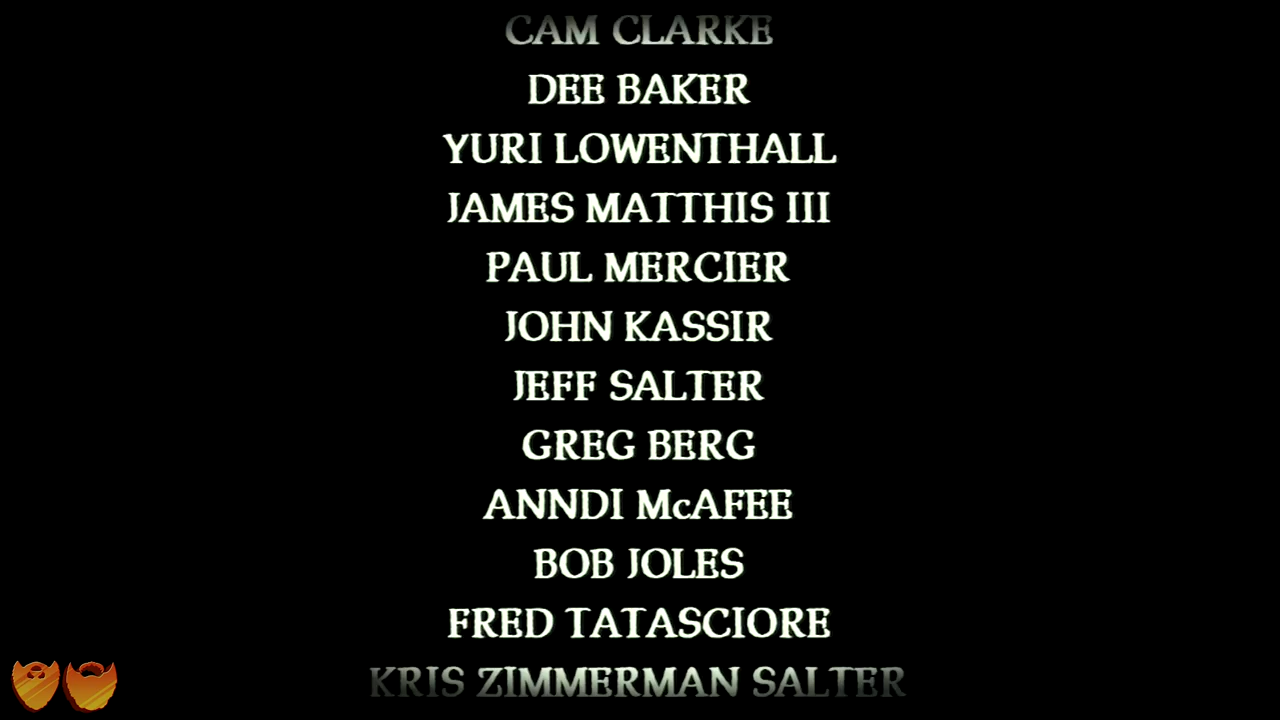 CAM CLARKE
DEE BAKER
YURI LOWENTHALL
JAMES MATTHIS III
PAUL MERCIER
JOHN KASSIR
JEFF SALTER
GREG BERG
ANNDI McAFEE
BOB JOLES
FRED TATASCIORE
KRIS ZIMMERMAN SALTER